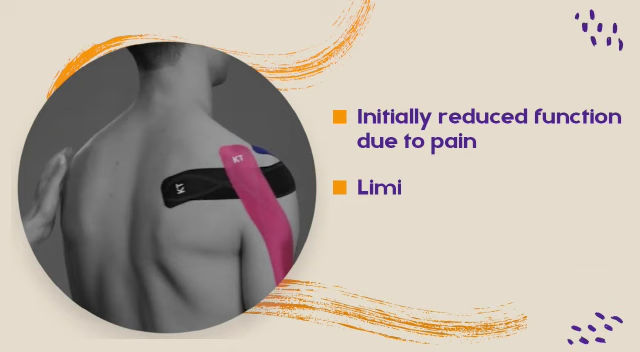 Initially reduced function
due to pain
Limi
KT
KT